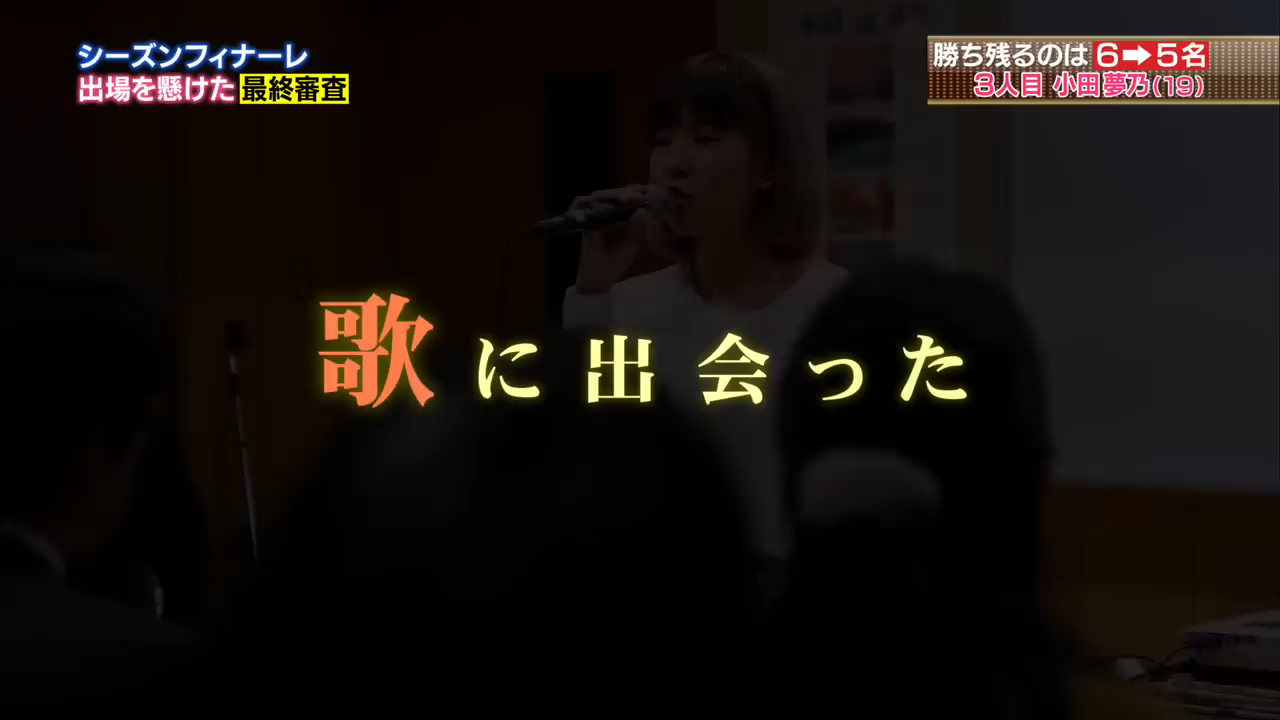 シーズンフィナーレ
出場を懸けた 最終審査
勝ち残るのは 6➡5名
3人目 小田夢乃(19)
歌に出会った